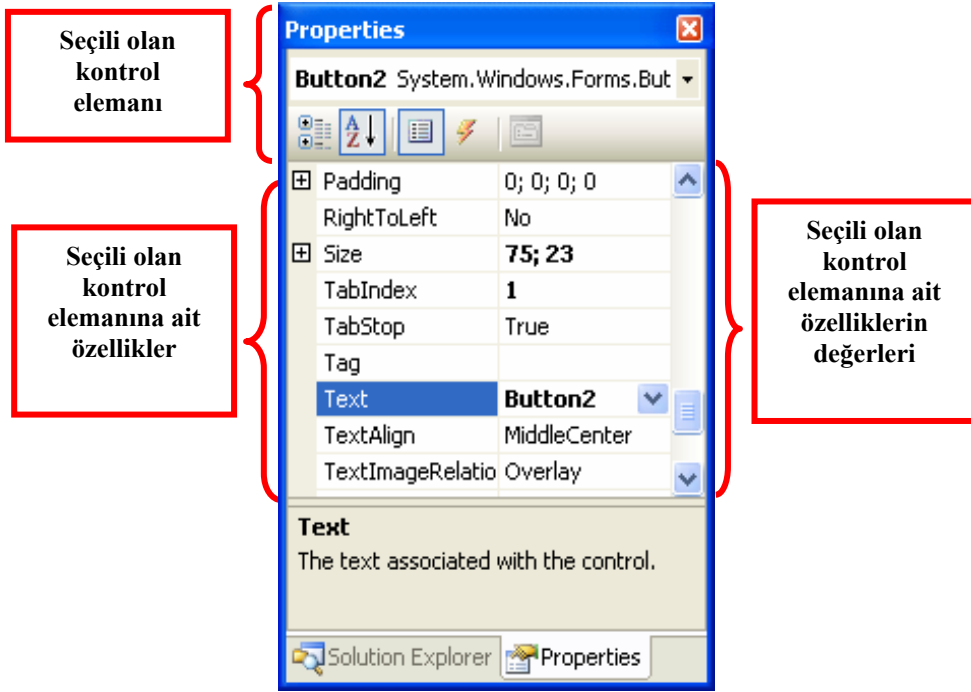 Seçili olan
kontrol
elemanı
Properties
Button2 System.Windows.Forms.But
A
Z
Padding 0; 0; 0; 0
RightToLeft No
Size 75; 23
TabIndex 1
TabStop True
Tag
Text Button2
TextAlign MiddleCenter
TextImageRelatio Overlay
Seçili olan
kontrol
elemanına ait
özellikler
Seçili olan
kontrol
elemanına ait
özelliklerin
değerleri
Text
The text associated with the control.
Solution Explorer Properties